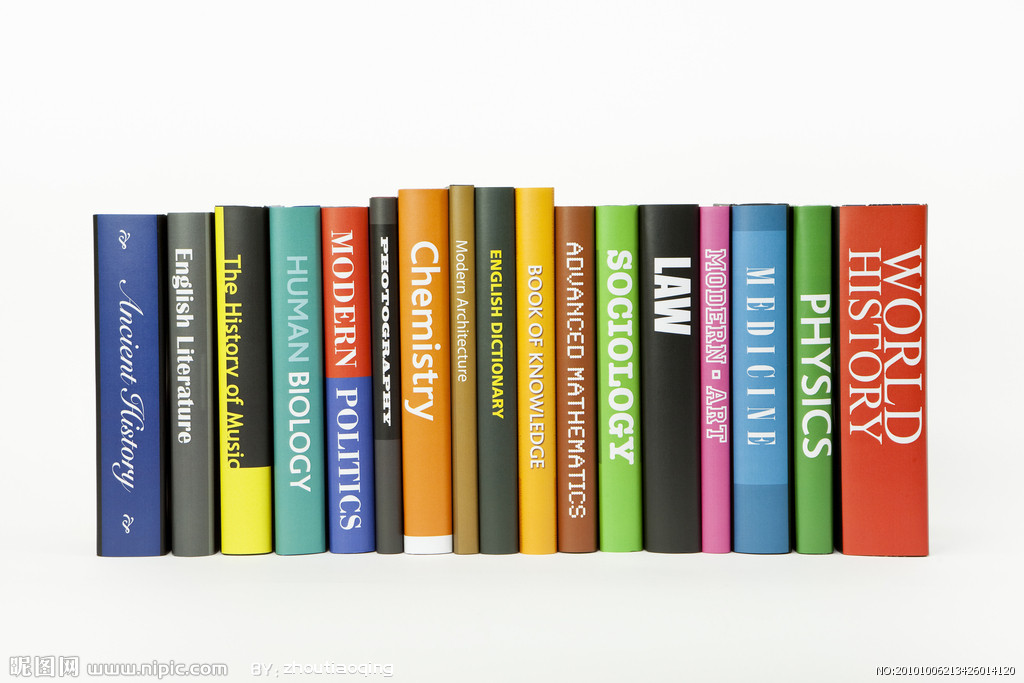 Ancient History
English Literature
The History of Music
HUMAN BIOLOGY
MODERN POLITICS
PHOTOGRAPHY
Chemistry
Modern Architecture
ENGLISH DICTIONARY
BOOK OF KNOWLEDGE
ADVANCED MATHEMATICS
SOCIOLOGY
LAW
MODERN ART
MEDICINE
PHYSICS
WORLD
HISTORY
昵图网 www.nipic.com BY:zhoutiaoqing
NO:20101006213426014120